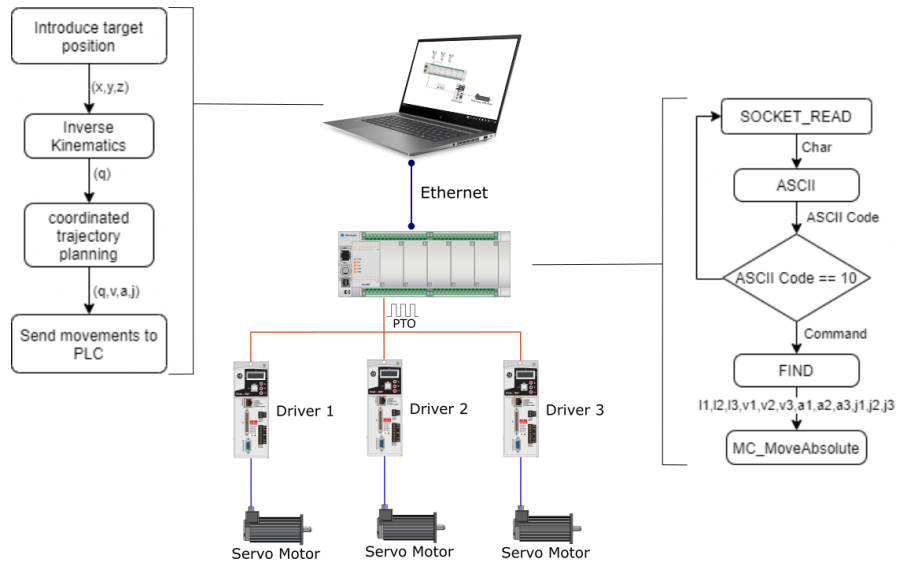 Introduce target
position
(x,y,z)
Inverse
Kinematics
(q)
coordinated
trajectory
planning
(q,v,a,j)
Send movements to
PLC
Ethernet
PTO
Driver 1
Driver 2
Driver 3
Servo Motor
Servo Motor
Servo Motor
SOCKET_READ
Char
ASCII
ASCII Code
ASCII Code == 10
Command
FIND
l1,l2,l3,v1,v2,v3,a1,a2,a3,j1,j2,j3
MC_MoveAbsolute